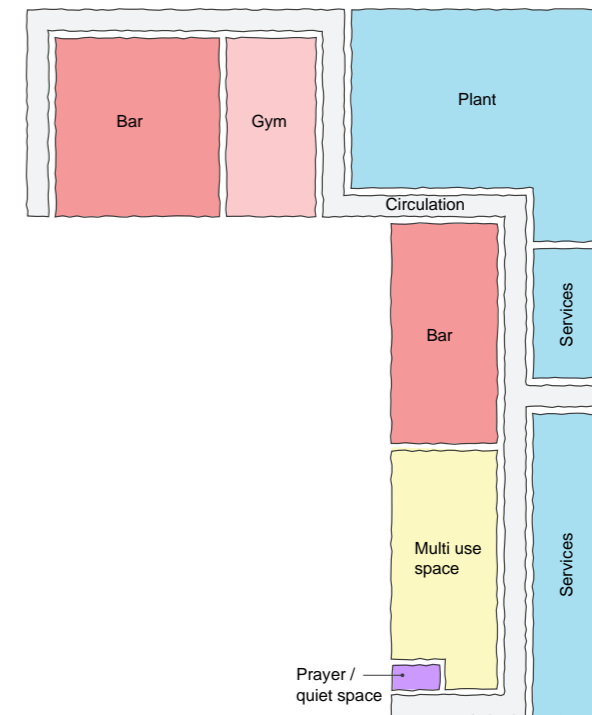 Plant
Bar
Gym
Circulation
Services
Bar
Multi use
space
Services
Prayer /
quiet space